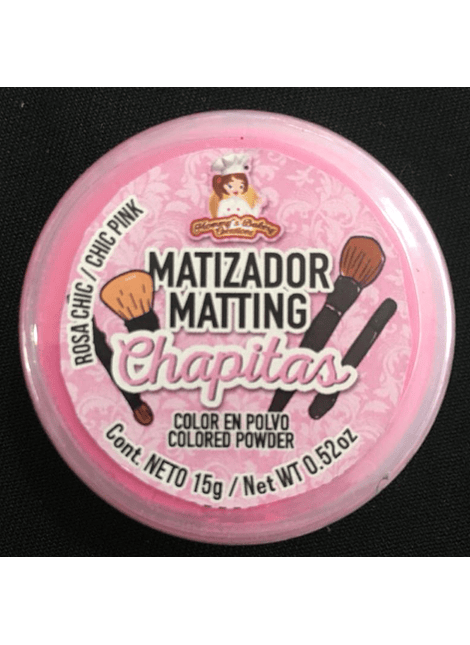 ROSA CHIC / CHIC PINK
MATIZADOR
MATTING
Chapitas
COLOR EN POLVO
COLORED POWDER
Cont. NETO 15g / Net WT 0.52oz